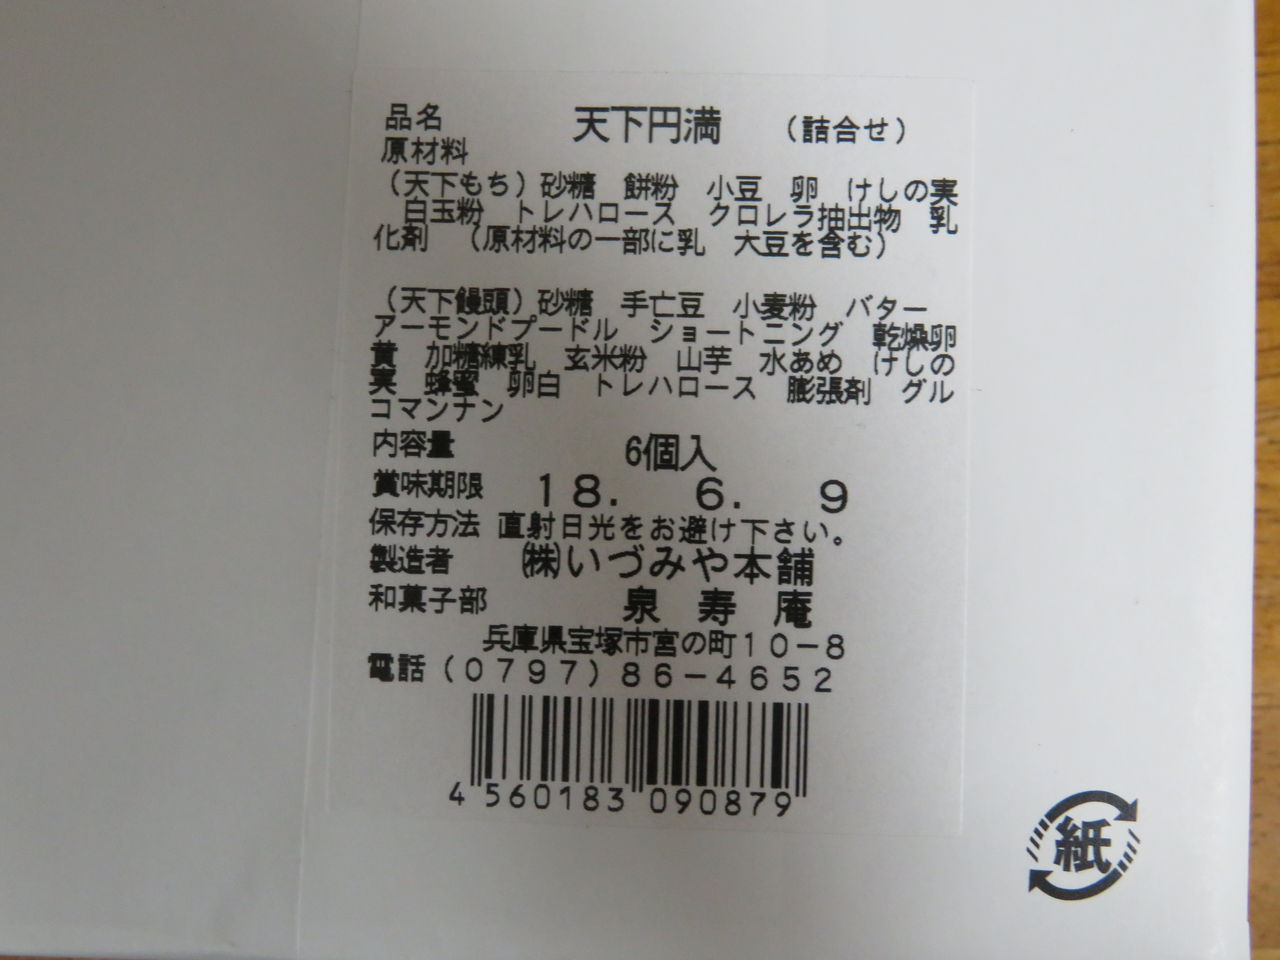 品名　天下円満　（詰合せ）
原材料
（天下もち）砂糖　餅粉　小豆　卵　けしの実
白玉粉　トレハロース　クロレラ抽出物　乳
化剤　（原材料の一部に乳　大豆を含む）
（天下饅頭）砂糖　手亡豆　小麦粉　バター
アーモンドプードル　ショートニング　乾燥卵
黄　加糖練乳　玄米粉　山芋　水あめ　けしの
実　蜂蜜　卵白　トレハロース　膨張剤　グル
コマンナン
内容量　6個入
賞味期限　18.　6.　9
保存方法　直射日光をお避け下さい。
製造者　㈱いづみや本舗
和菓子部　泉　寿　庵
兵庫県宝塚市宮の町10－8
電話（0797）86－4652
4 560183 090879
紙